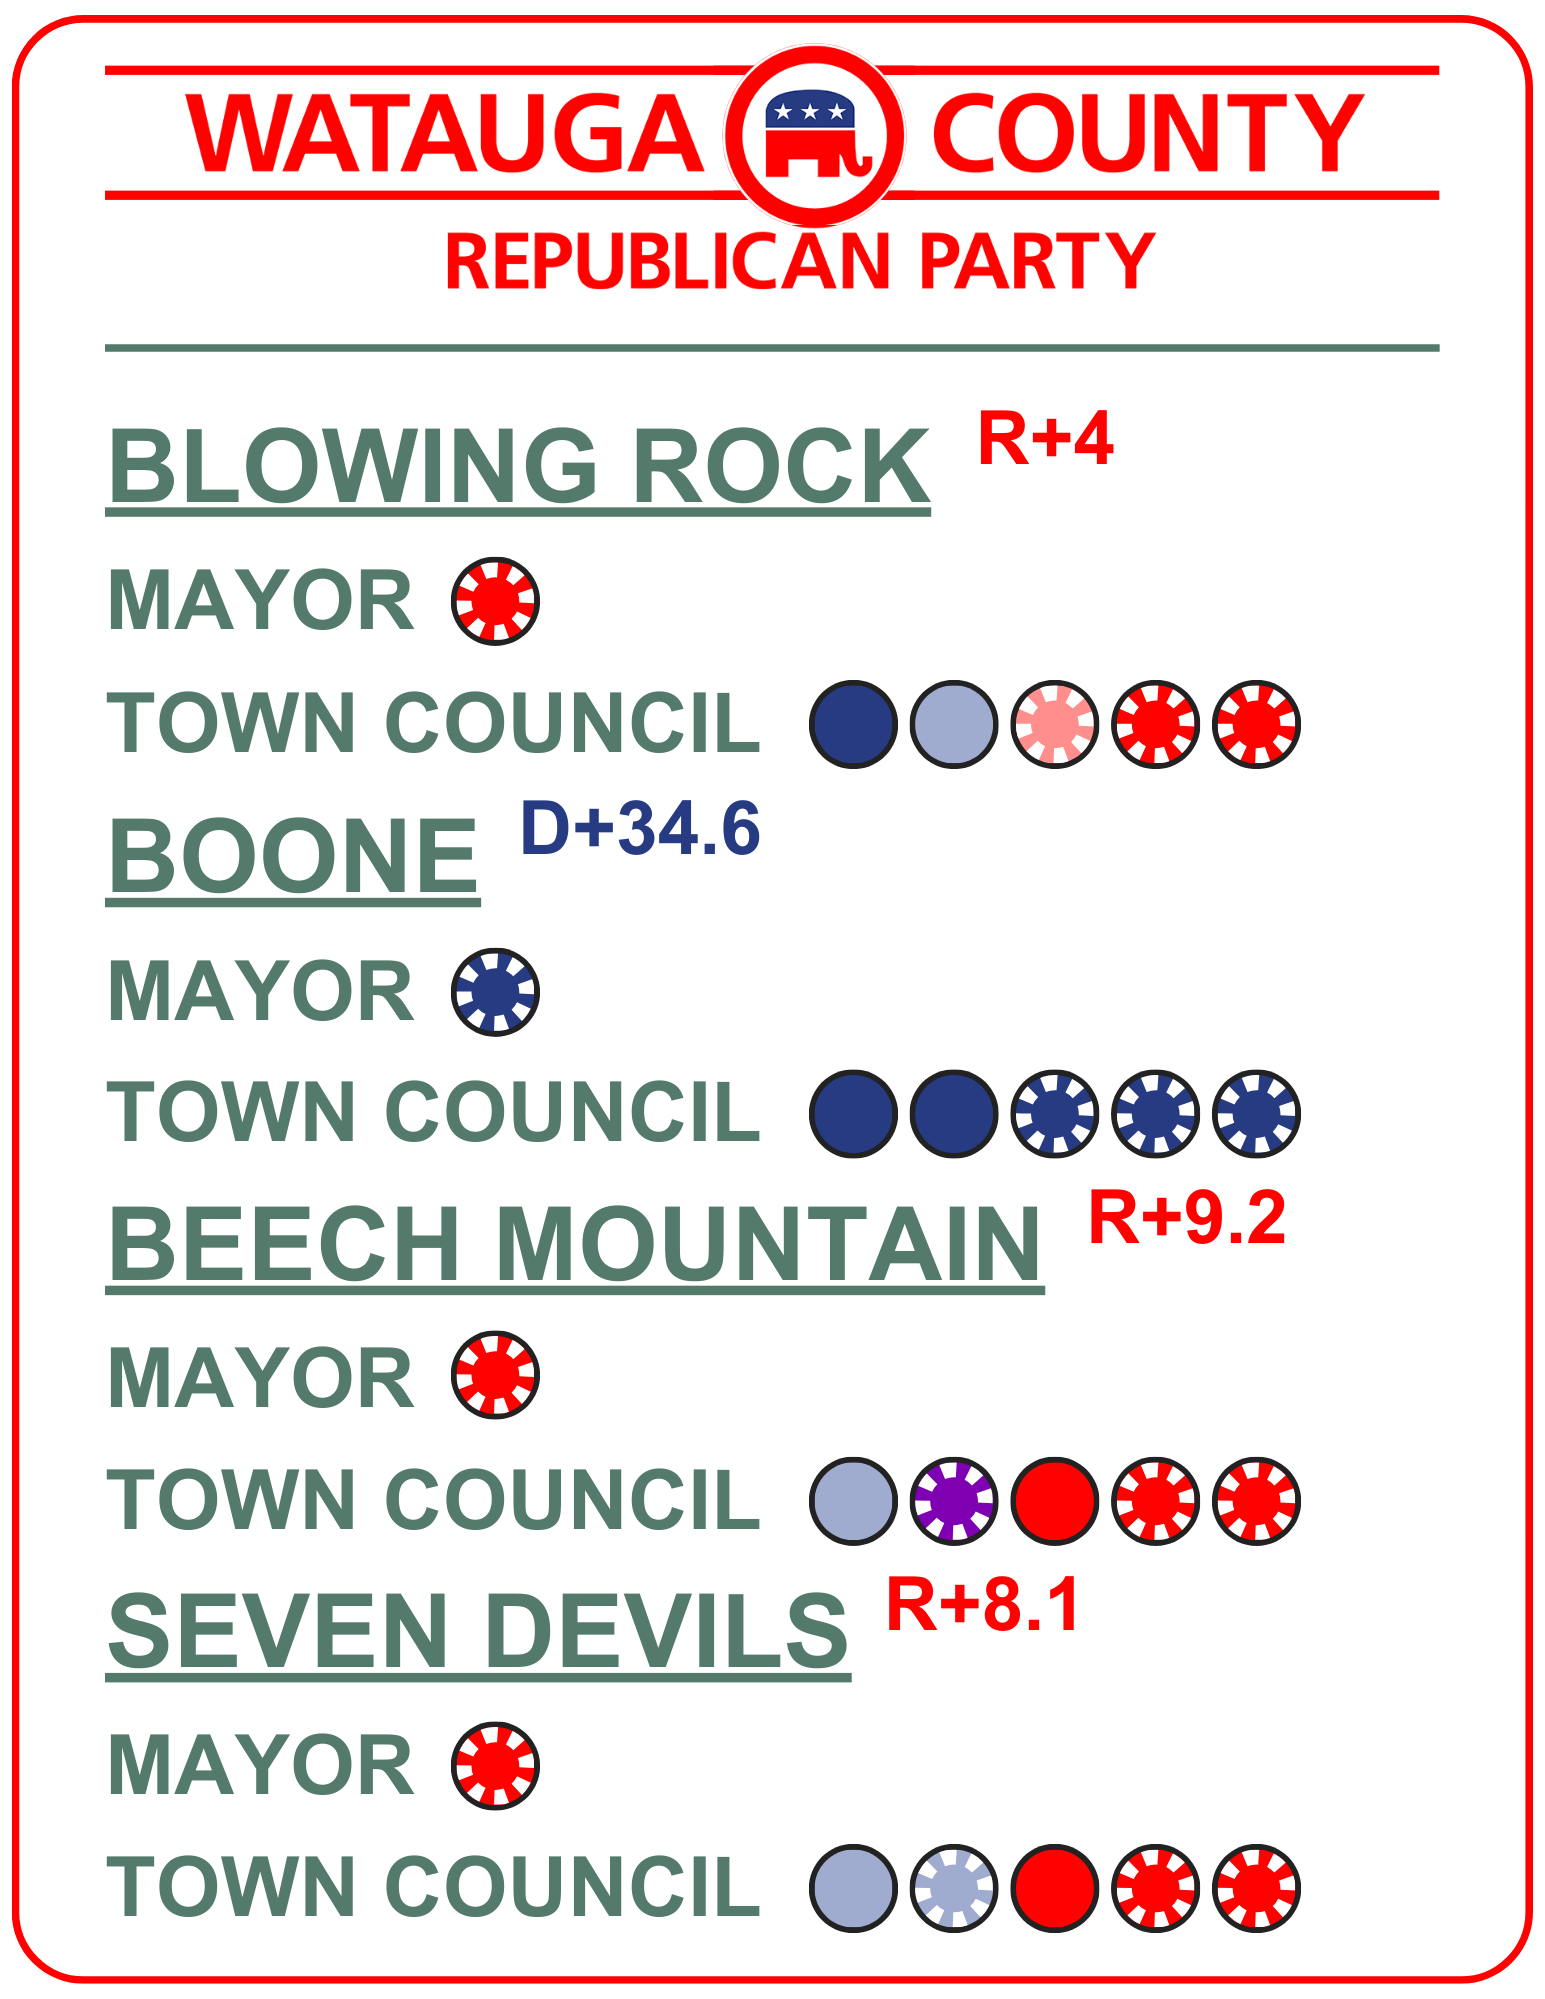 WATAUGA COUNTY
REPUBLICAN PARTY
BLOWING ROCK R+4
MAYOR
TOWN COUNCIL
BOONE D+34.6
MAYOR
TOWN COUNCIL
BEECH MOUNTAIN R+9.2
MAYOR
TOWN COUNCIL
SEVEN DEVILS R+8.1
MAYOR
TOWN COUNCIL